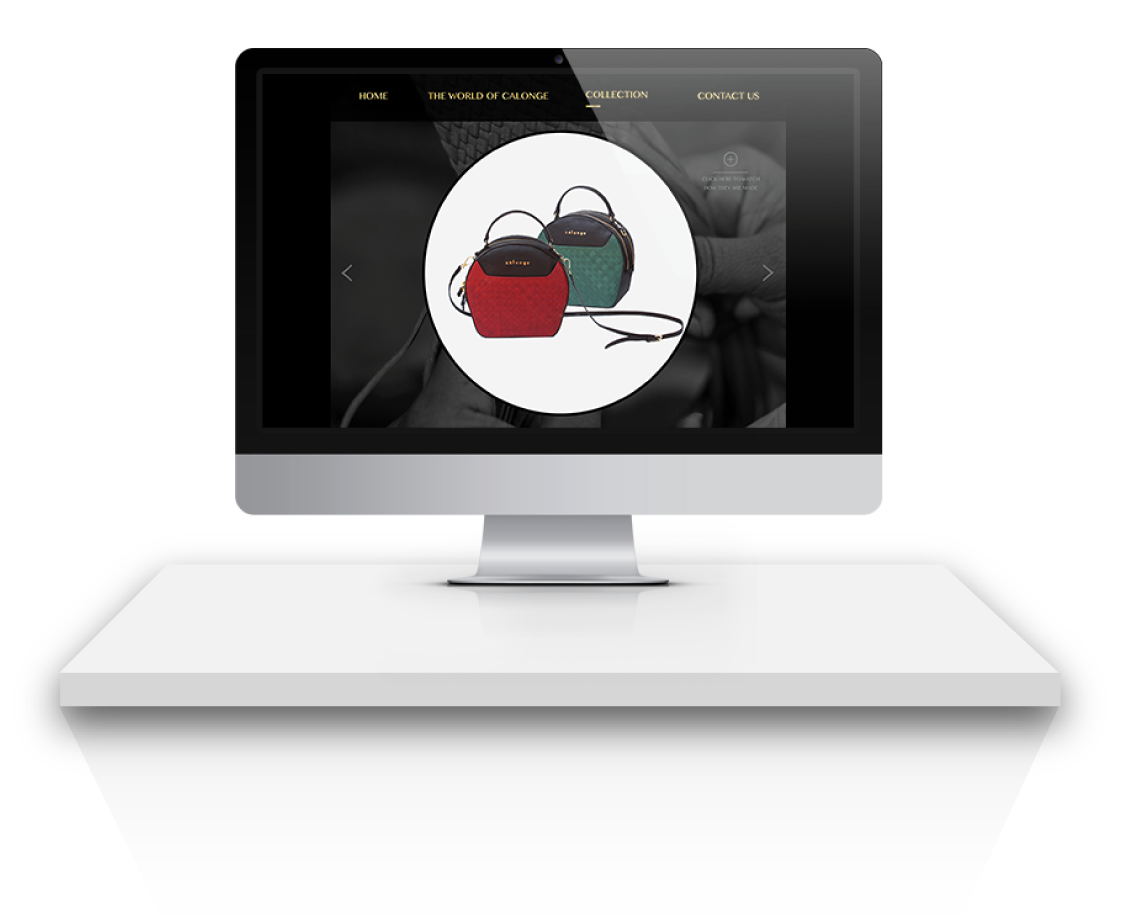 HOME
THE WORLD OF CALONGE
COLLECTION
CONTACT US
CLICK HERE TO WATCH
HOW THEY ARE MADE
calonge
calonge